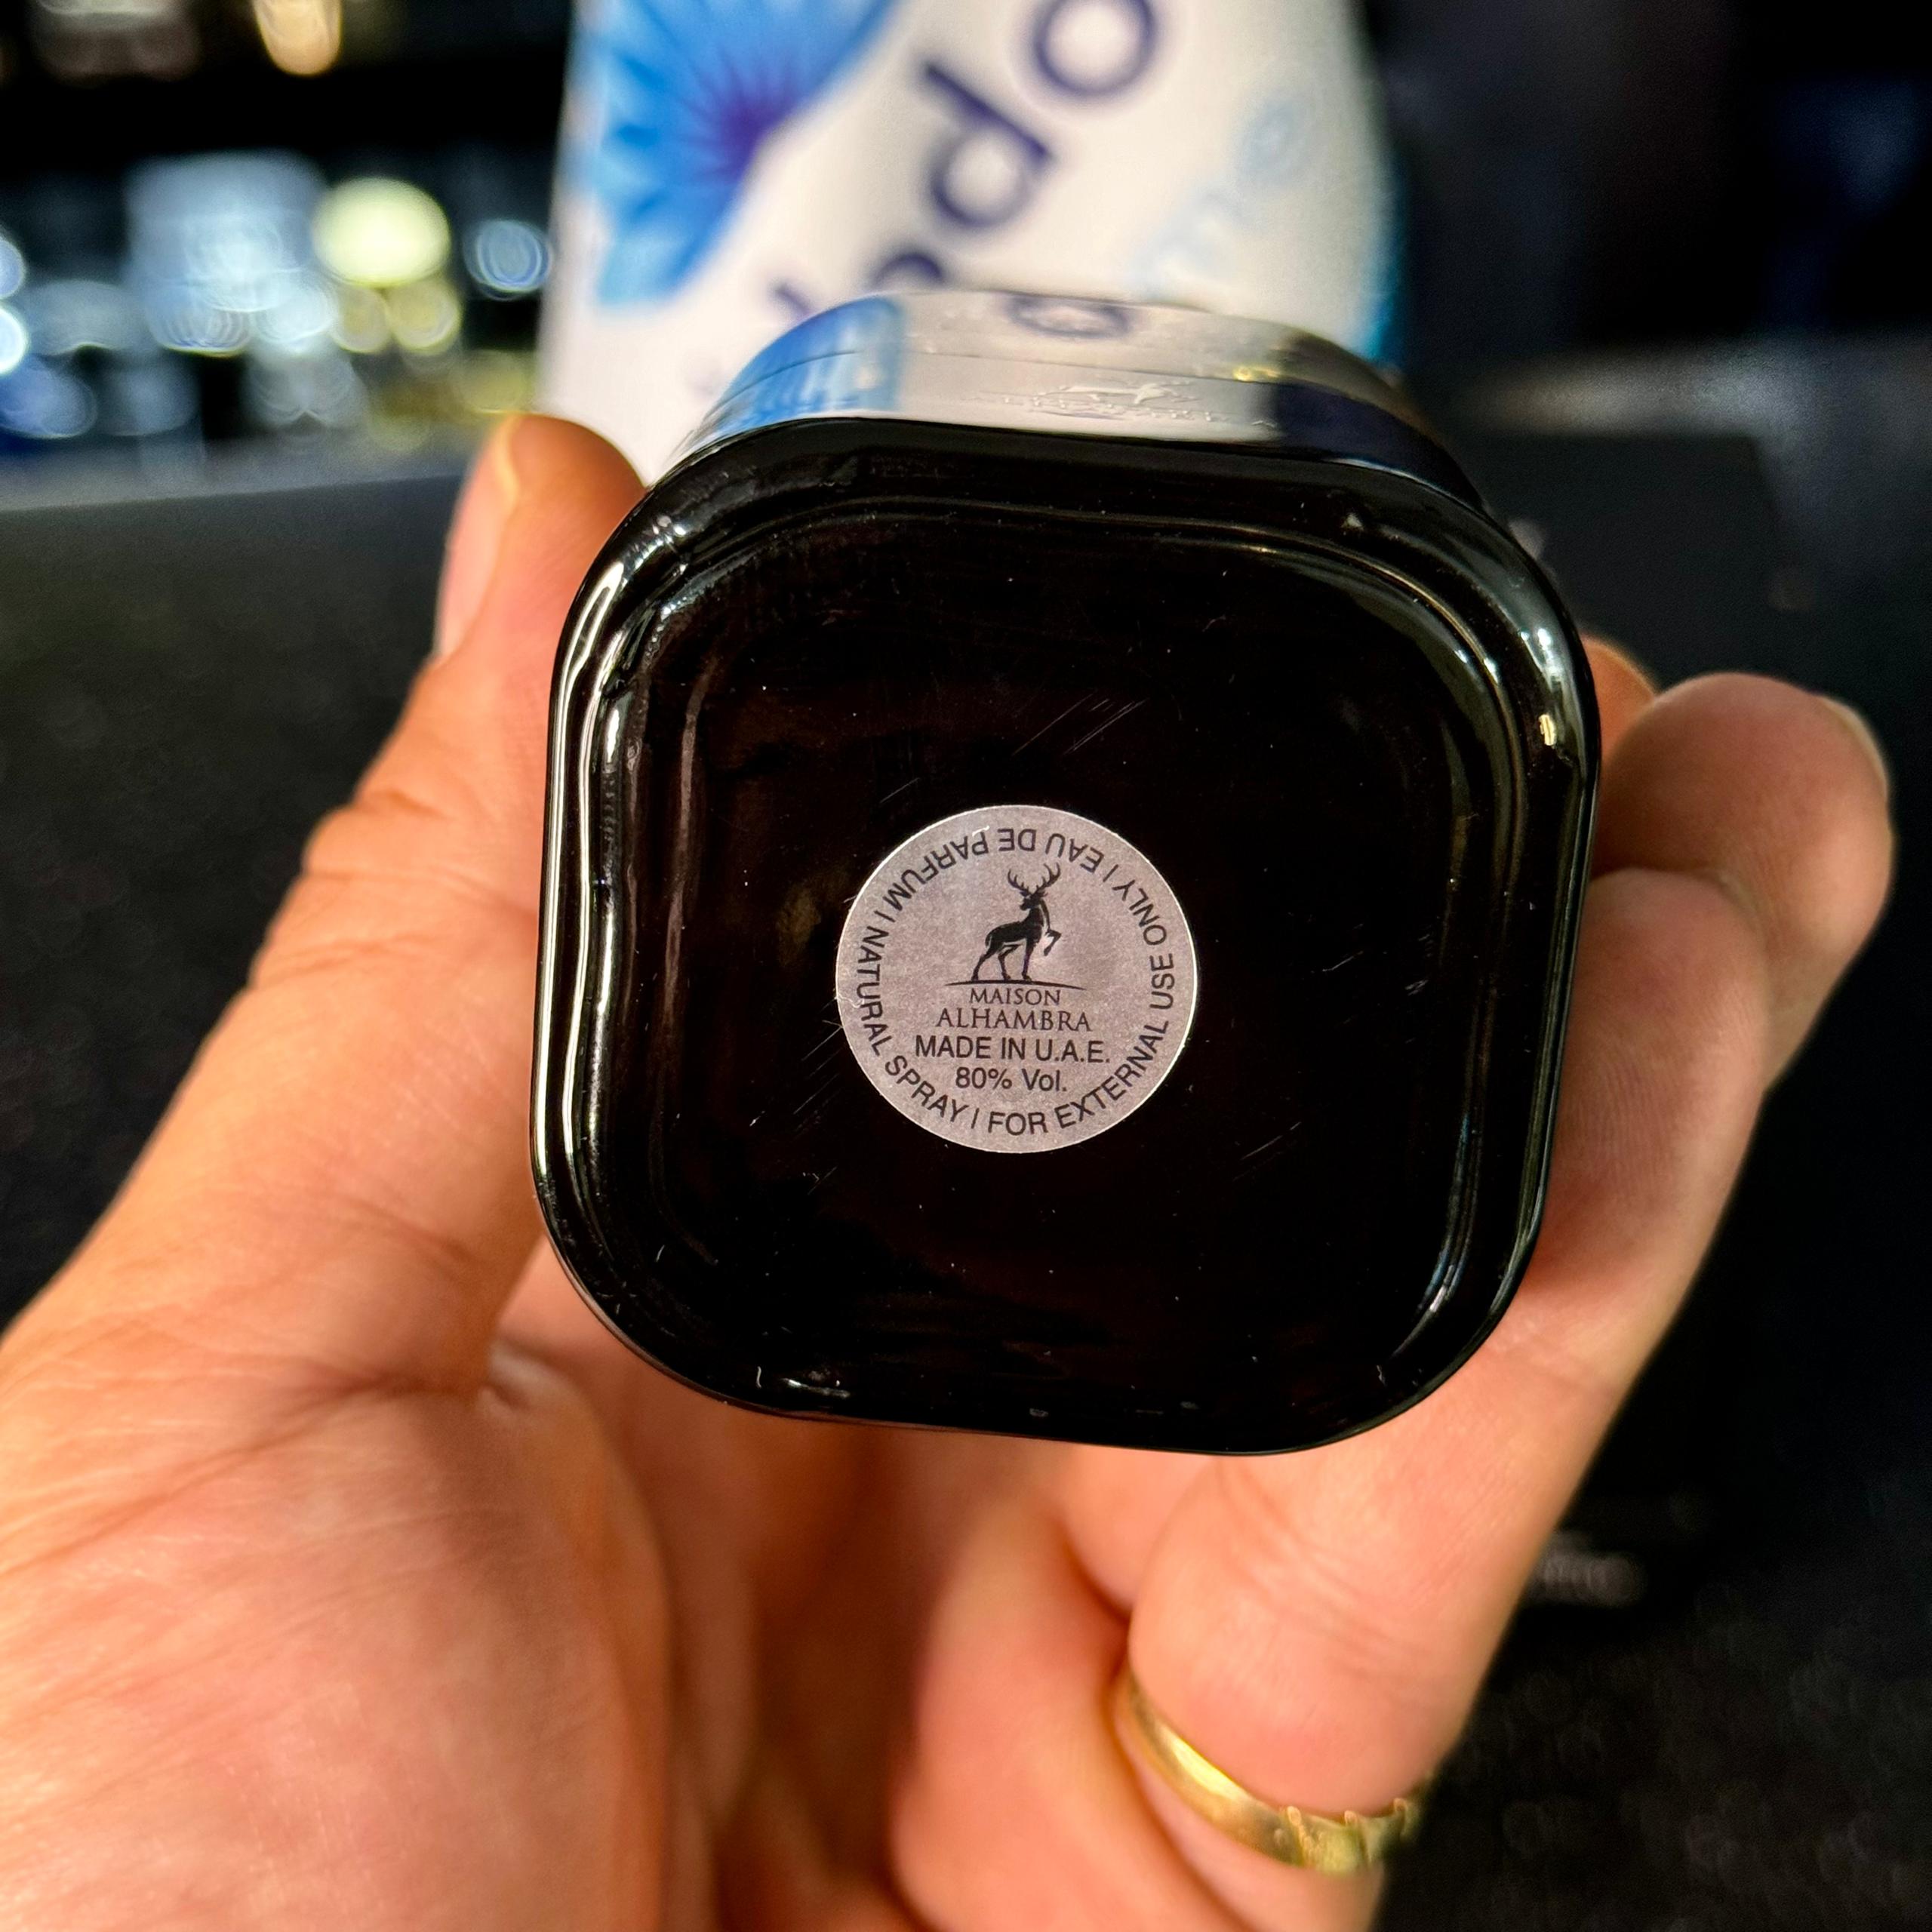 MAISON
ALHAMBRA
MADE IN U.A.E.
80% Vol.
EAU DE PARFUM | NATURAL SPRAY | FOR EXTERNAL USE ONLY |